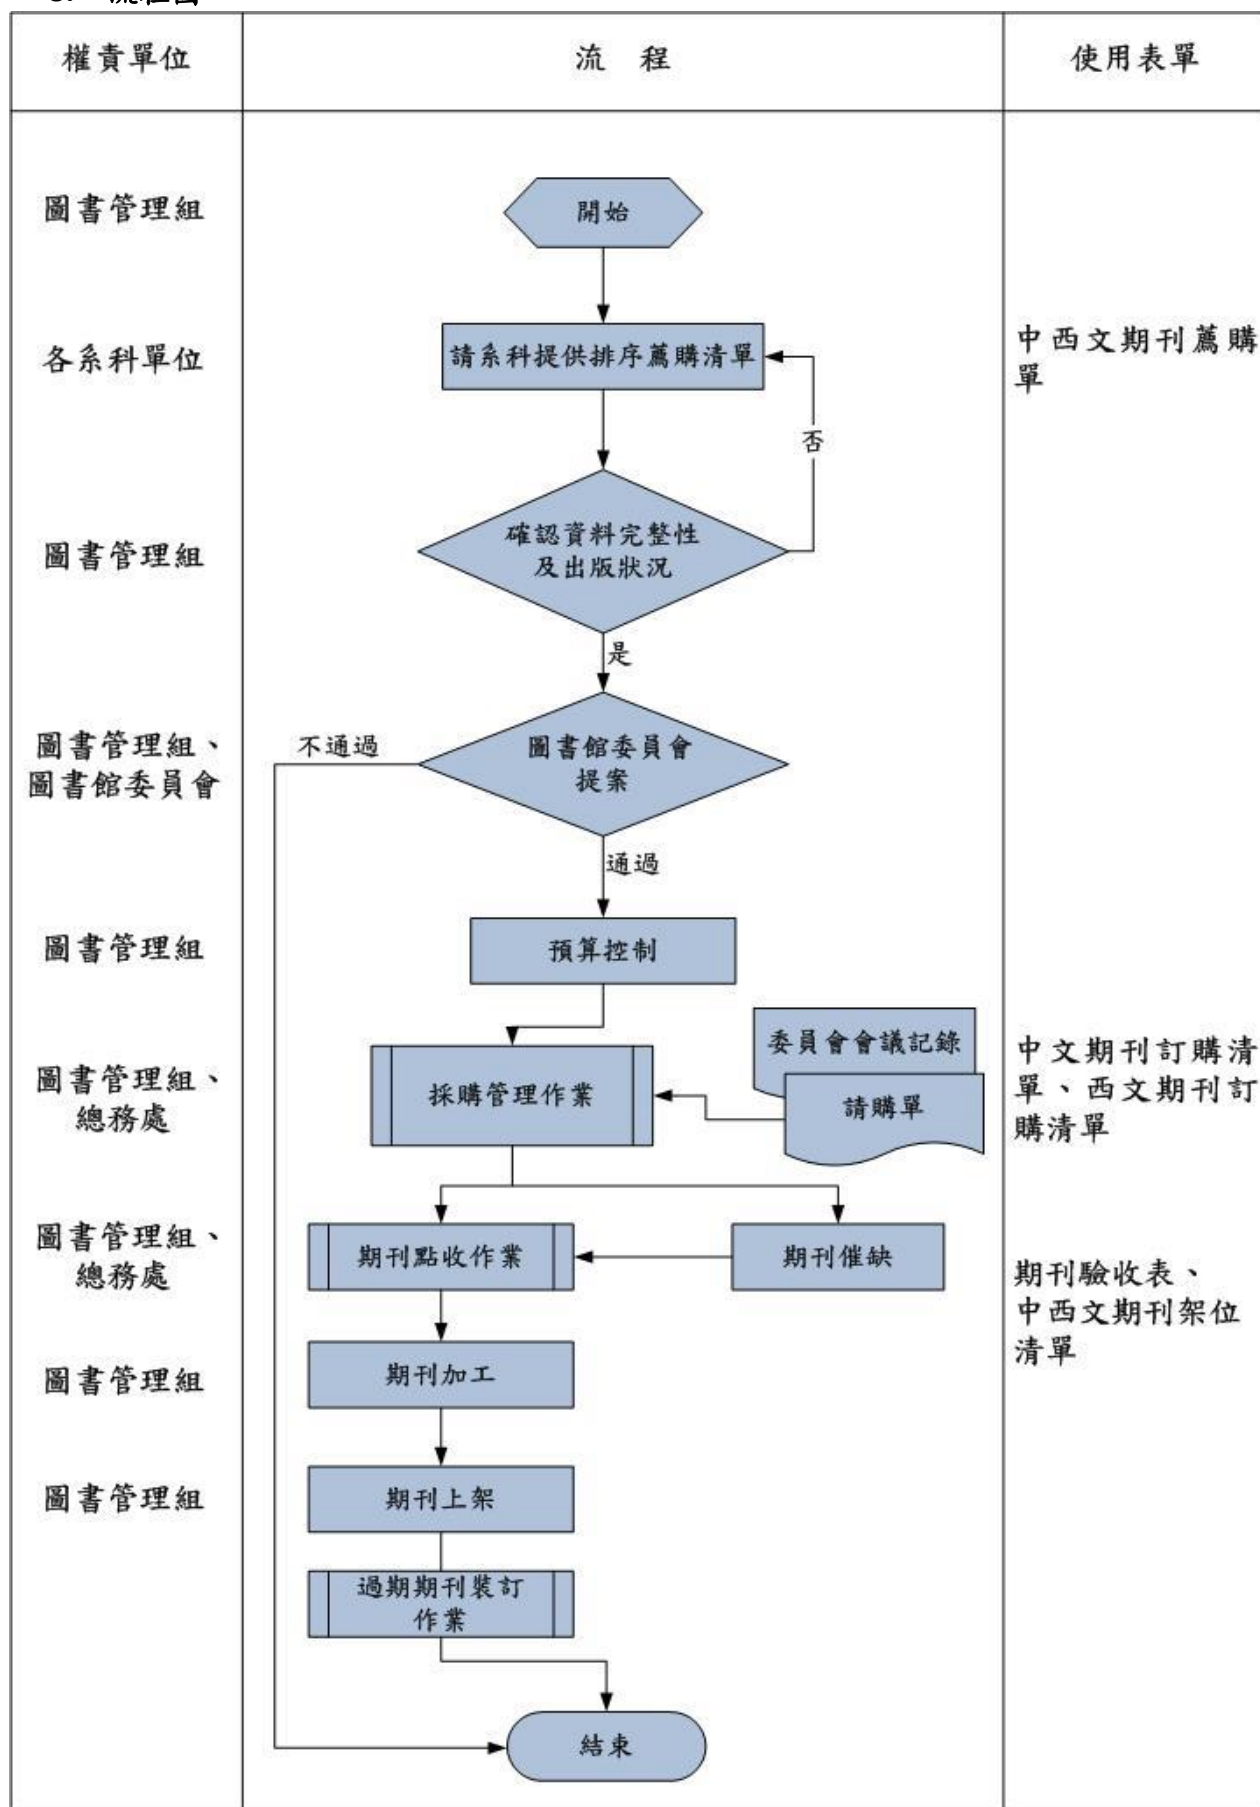 流程圖
權責單位
流 程
使用表單
圖書管理組
開始
各系科單位
請系科提供排序薦購清單
中西文期刊薦購
單
否
圖書管理組
確認資料完整性
及出版狀況
是
圖書管理組、
圖書館委員會
不通過
圖書館委員會
提案
通過
圖書管理組
預算控制
委員會會議記錄
圖書管理組、
總務處
採購管理作業
請購單
中文期刊訂購清
單、西文期刊訂
購清單
圖書管理組、
總務處
期刊點收作業
期刊催缺
期刊驗收表、
中西文期刊架位
清單
圖書管理組
期刊加工
圖書管理組
期刊上架
過期期刊裝訂
作業
結束